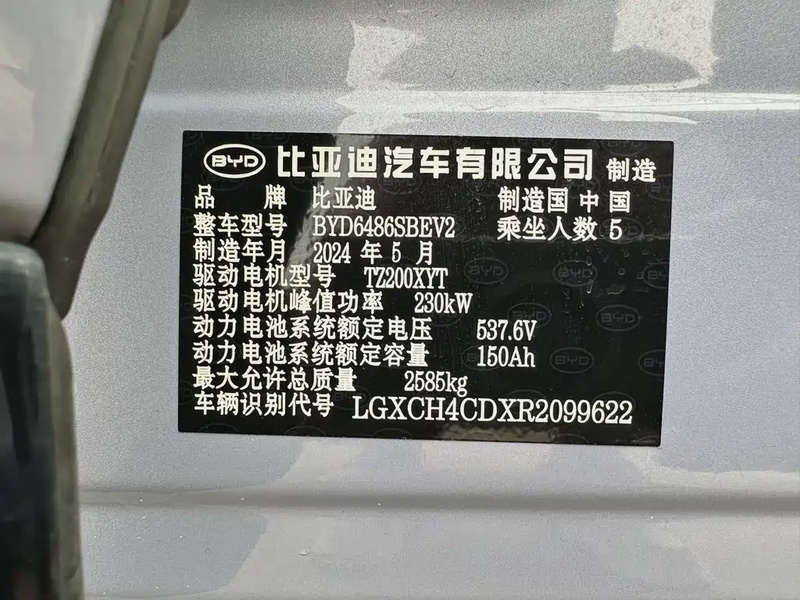 BYD 比亚迪汽车有限公司 制造
品 牌 比亚迪 制造国 中国
整车型号 BYD6486SBEV2 乘坐人数 5
制造年月 2024 年 5 月
驱动电机型号 TZ200XYT
驱动电机峰值功率 230kW
动力电池系统额定电压 537.6V
动力电池系统额定容量 150Ah
最大允许总质量 2585kg
车辆识别代号 LGXCH4CDXR2099622